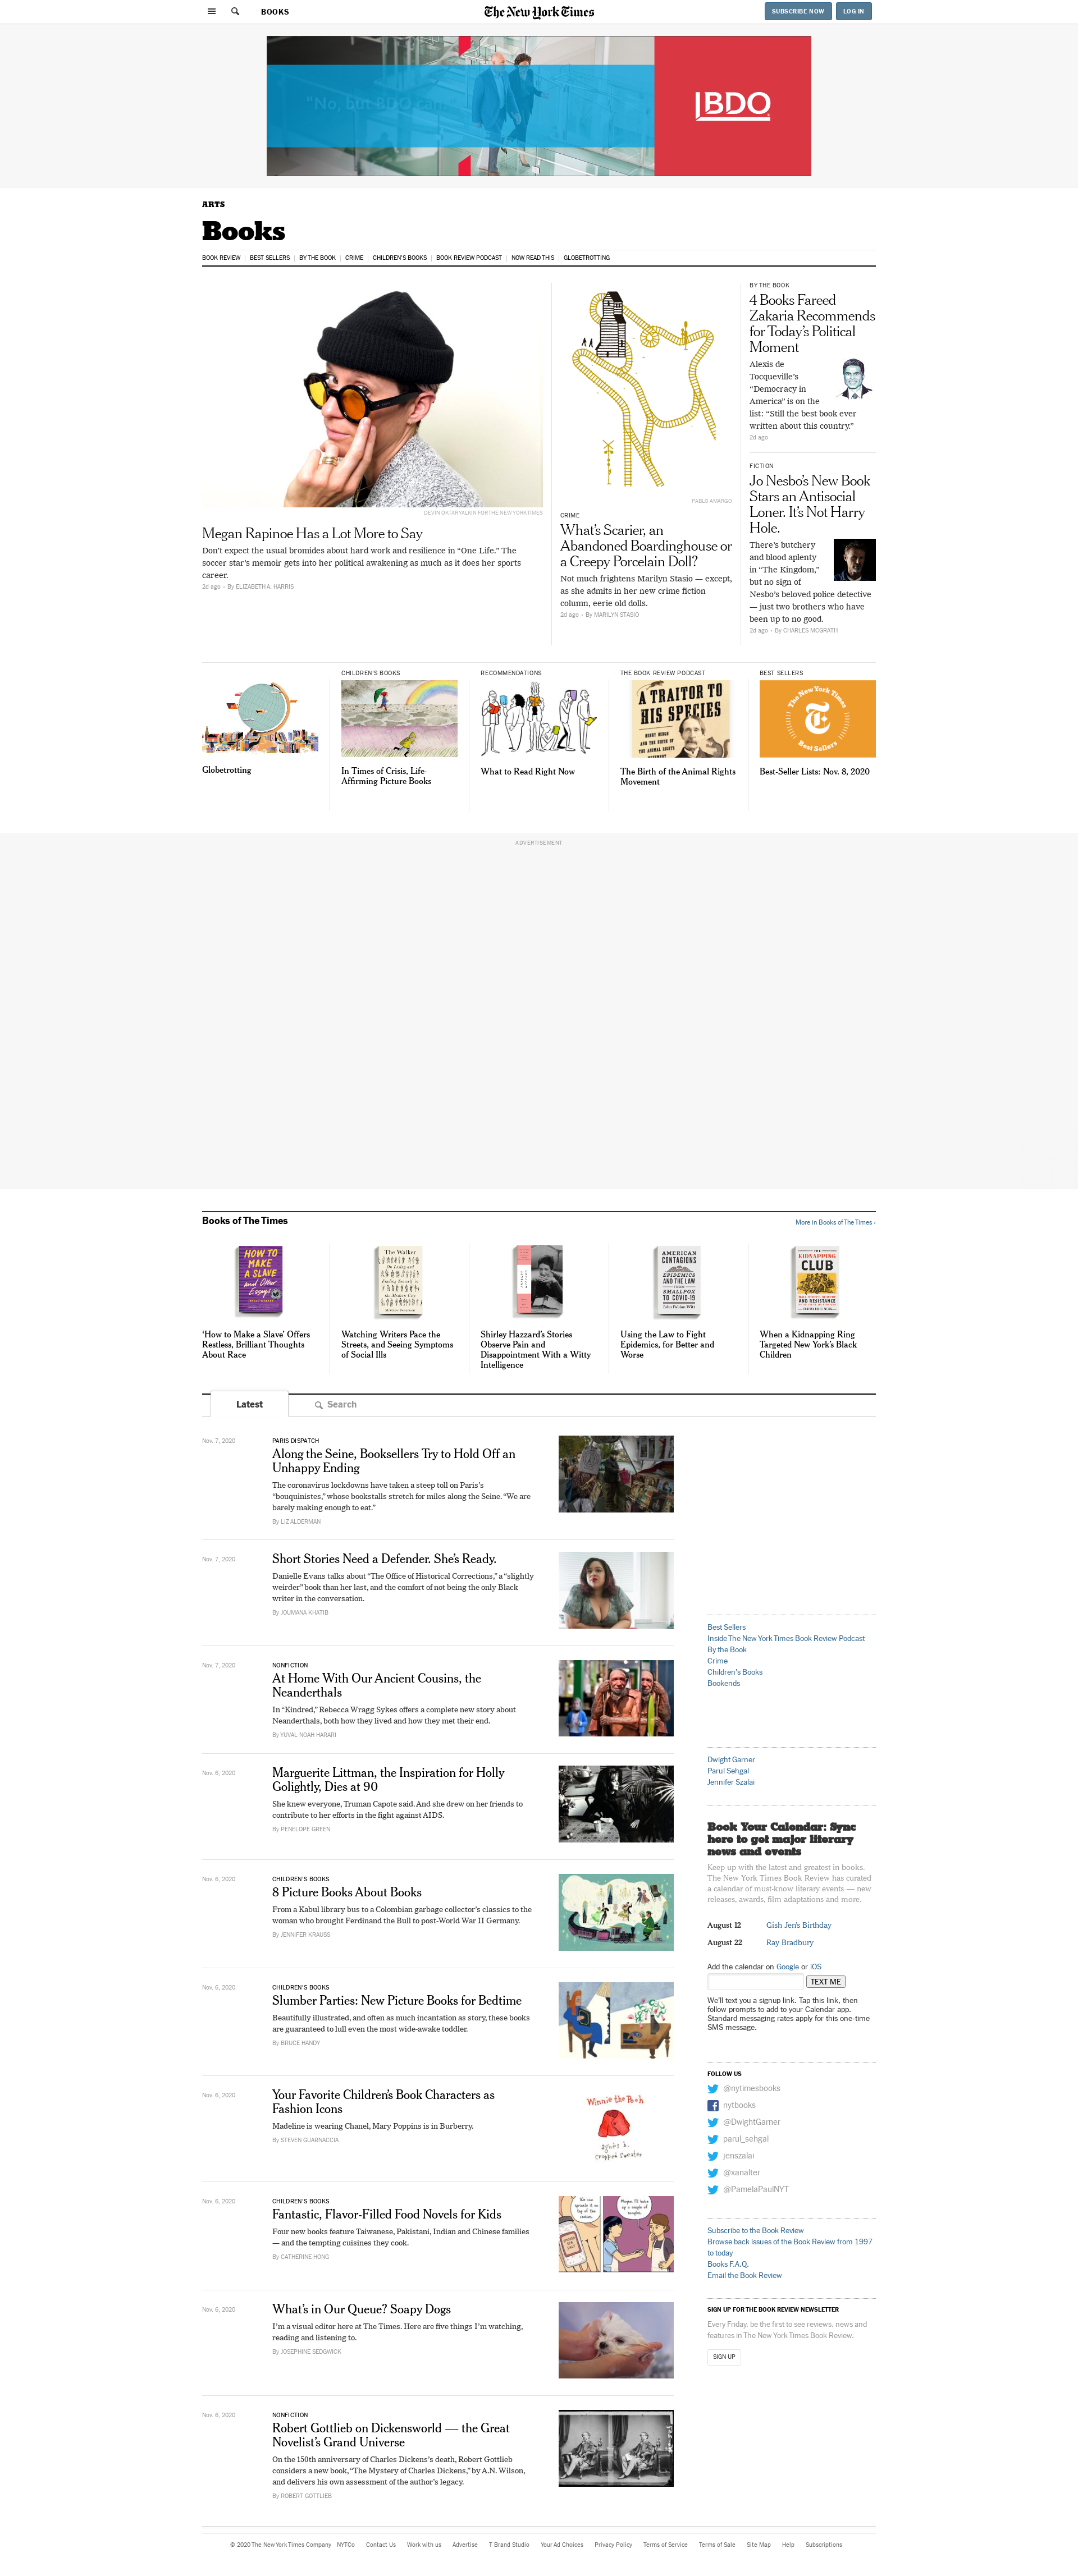 BOOKS
The New York Times
SUBSCRIBE NOW
LOG IN
"No, but BDO can."
BDO
ARTS
Books
BOOK REVIEW
BEST SELLERS
BY THE BOOK
CRIME
CHILDREN'S BOOKS
BOOK REVIEW PODCAST
NOW READ THIS
GLOBETROTTING
DEVIN OKTAR YALKIN FOR THE NEW YORK TIMES
Megan Rapinoe Has a Lot More to Say
Don't expect the usual bromides about hard work and resilience in "One Life." The
soccer star's memoir gets into her political awakening as much as it does her sports
career.
2d ago · By ELIZABETH A. HARRIS
PABLO AMARGO
CRIME
What's Scarier, an
Abandoned Boardinghouse or
a Creepy Porcelain Doll?
Not much frightens Marilyn Stasio — except,
as she admits in her new crime fiction
column, eerie old dolls.
2d ago · By MARILYN STASIO
BY THE BOOK
4 Books Fareed
Zakaria Recommends
for Today's Political
Moment
Alexis de
Tocqueville's
"Democracy in
America" is on the
list: "Still the best book ever
written about this country."
2d ago
FICTION
Jo Nesbo's New Book
Stars an Antisocial
Loner. It's Not Harry
Hole.
There's butchery
and blood aplenty
in "The Kingdom,"
but no sign of
Nesbo's beloved police detective
— just two brothers who have
been up to no good.
2d ago · By CHARLES MCGRATH
Globetrotting
CHILDREN'S BOOKS
In Times of Crisis, Life-
Affirming Picture Books
RECOMMENDATIONS
What to Read Right Now
THE BOOK REVIEW PODCAST
A TRAITOR TO
HIS SPECIES
The Birth of the Animal Rights
Movement
BEST SELLERS
The New York Times
Best Sellers
Best-Seller Lists: Nov. 8, 2020
ADVERTISEMENT
Books of The Times
More in Books of The Times ›
HOW TO
MAKE A
SLAVE
and Other
Essays
'How to Make a Slave' Offers
Restless, Brilliant Thoughts
About Race
The Walker
On Losing and
Finding Yourself in
the Modern City
Watching Writers Pace the
Streets, and Seeing Symptoms
of Social Ills
Shirley Hazzard's Stories
Observe Pain and
Disappointment With a Witty
Intelligence
AMERICAN
CONTAGIONS
EPIDEMICS
AND THE LAW
from
SMALLPOX
to COVID-19
John Fabian Witt
Using the Law to Fight
Epidemics, for Better and
Worse
THE
KIDNAPPING
CLUB
AND RESISTANCE
When a Kidnapping Ring
Targeted New York's Black
Children
Latest
Search
Nov. 7, 2020
PARIS DISPATCH
Along the Seine, Booksellers Try to Hold Off an
Unhappy Ending
The coronavirus lockdowns have taken a steep toll on Paris's
"bouquinistes," whose bookstalls stretch for miles along the Seine. "We are
barely making enough to eat."
By LIZ ALDERMAN
Nov. 7, 2020
Short Stories Need a Defender. She's Ready.
Danielle Evans talks about "The Office of Historical Corrections," a "slightly
weirder" book than her last, and the comfort of not being the only Black
writer in the conversation.
By JOUMANA KHATIB
Nov. 7, 2020
NONFICTION
At Home With Our Ancient Cousins, the
Neanderthals
In "Kindred," Rebecca Wragg Sykes offers a complete new story about
Neanderthals, both how they lived and how they met their end.
By YUVAL NOAH HARARI
Nov. 6, 2020
Marguerite Littman, the Inspiration for Holly
Golightly, Dies at 90
She knew everyone, Truman Capote said. And she drew on her friends to
contribute to her efforts in the fight against AIDS.
By PENELOPE GREEN
Nov. 6, 2020
CHILDREN'S BOOKS
8 Picture Books About Books
From a Kabul library bus to a Colombian garbage collector's classics to the
woman who brought Ferdinand the Bull to post-World War II Germany.
By JENNIFER KRAUSS
Nov. 6, 2020
CHILDREN'S BOOKS
Slumber Parties: New Picture Books for Bedtime
Beautifully illustrated, and often as much incantation as story, these books
are guaranteed to lull even the most wide-awake toddler.
By BRUCE HANDY
Nov. 6, 2020
Your Favorite Children's Book Characters as
Fashion Icons
Madeline is wearing Chanel, Mary Poppins is in Burberry.
By STEVEN GUARNACCIA
Winnie the Pooh
agnès b.
cropped sweater
Nov. 6, 2020
CHILDREN'S BOOKS
Fantastic, Flavor-Filled Food Novels for Kids
Four new books feature Taiwanese, Pakistani, Indian and Chinese families
— and the tempting cuisines they cook.
By CATHERINE HONG
Nov. 6, 2020
What's in Our Queue? Soapy Dogs
I'm a visual editor here at The Times. Here are five things I'm watching,
reading and listening to.
By JOSEPHINE SEDGWICK
Nov. 6, 2020
NONFICTION
Robert Gottlieb on Dickensworld — the Great
Novelist's Grand Universe
On the 150th anniversary of Charles Dickens's death, Robert Gottlieb
considers a new book, "The Mystery of Charles Dickens," by A.N. Wilson,
and delivers his own assessment of the author's legacy.
By ROBERT GOTTLIEB
Best Sellers
Inside The New York Times Book Review Podcast
By the Book
Crime
Children's Books
Bookends
Dwight Garner
Parul Sehgal
Jennifer Szalai
Book Your Calendar: Sync
here to get major literary
news and events
Keep up with the latest and greatest in books.
The New York Times Book Review has curated
a calendar of must-know literary events — new
releases, awards, film adaptations and more.
August 12 Gish Jen's Birthday
August 22 Ray Bradbury
Add the calendar on Google or iOS
TEXT ME
We'll text you a signup link. Tap this link, then
follow prompts to add to your Calendar app.
Standard messaging rates apply for this one-time
SMS message.
FOLLOW US
@nytimesbooks
nytbooks
@DwightGarner
parul_sehgal
jenszalai
@xanalter
@PamelaPaulNYT
Subscribe to the Book Review
Browse back issues of the Book Review from 1997
to today
Books F.A.Q.
Email the Book Review
SIGN UP FOR THE BOOK REVIEW NEWSLETTER
Every Friday, be the first to see reviews, news and
features in The New York Times Book Review.
SIGN UP
© 2020 The New York Times Company
NYTCo
Contact Us
Work with us
Advertise
T Brand Studio
Your Ad Choices
Privacy Policy
Terms of Service
Terms of Sale
Site Map
Help
Subscriptions